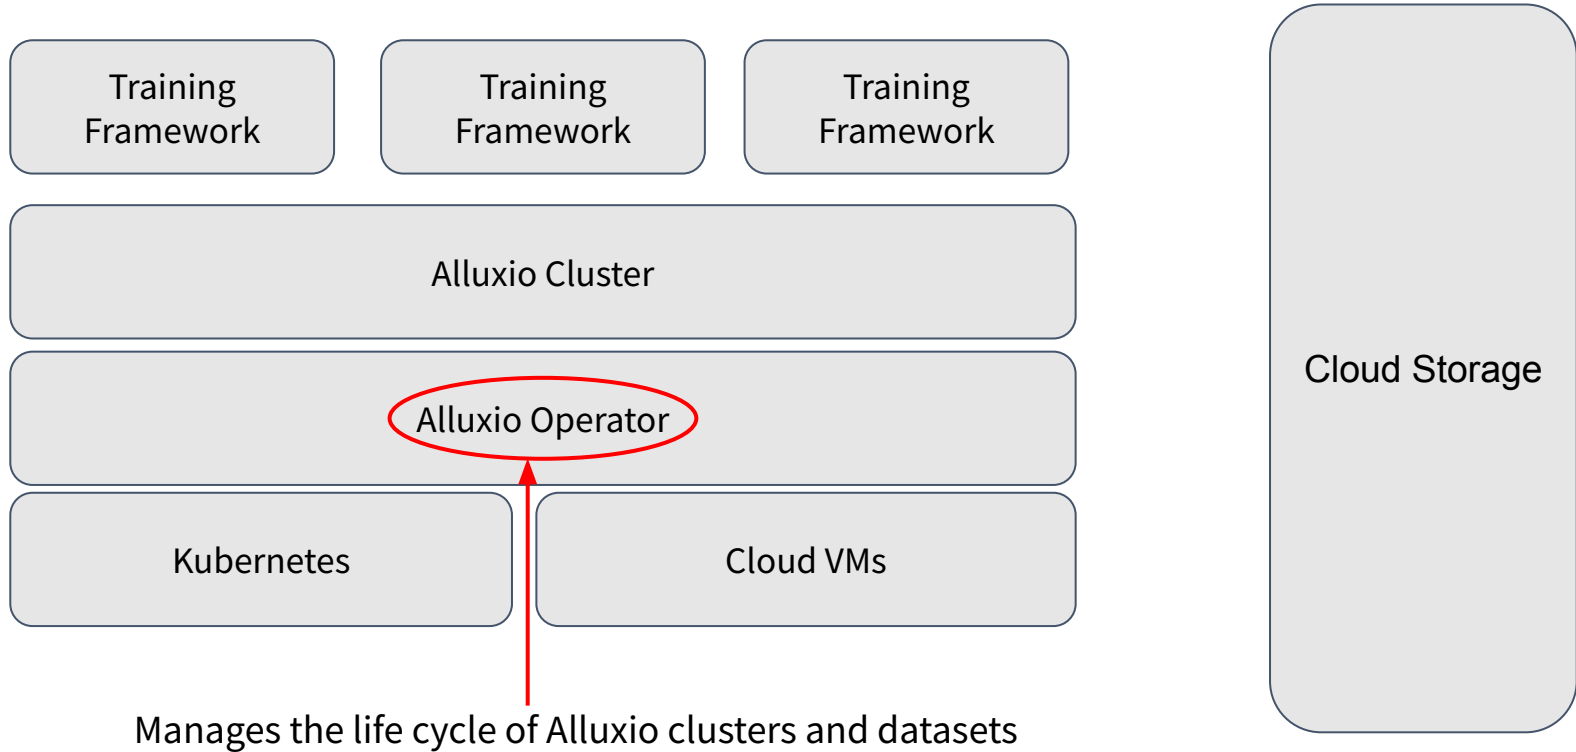 Training
Framework
Training
Framework
Training
Framework
Alluxio Cluster
Alluxio Operator
Kubernetes
Cloud VMs
Manages the life cycle of Alluxio clusters and datasets
Cloud Storage